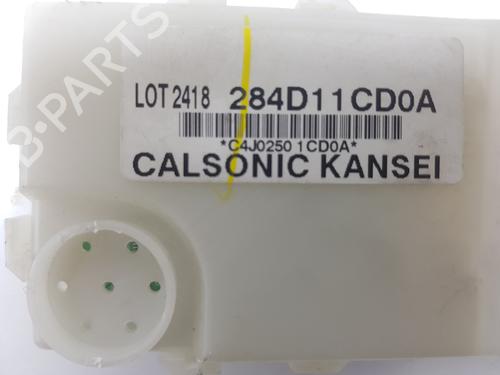 LOT 2418 284D11CD0A
*C4J0250 1CD0A*
CALSONIC KANSEI
B-Parts